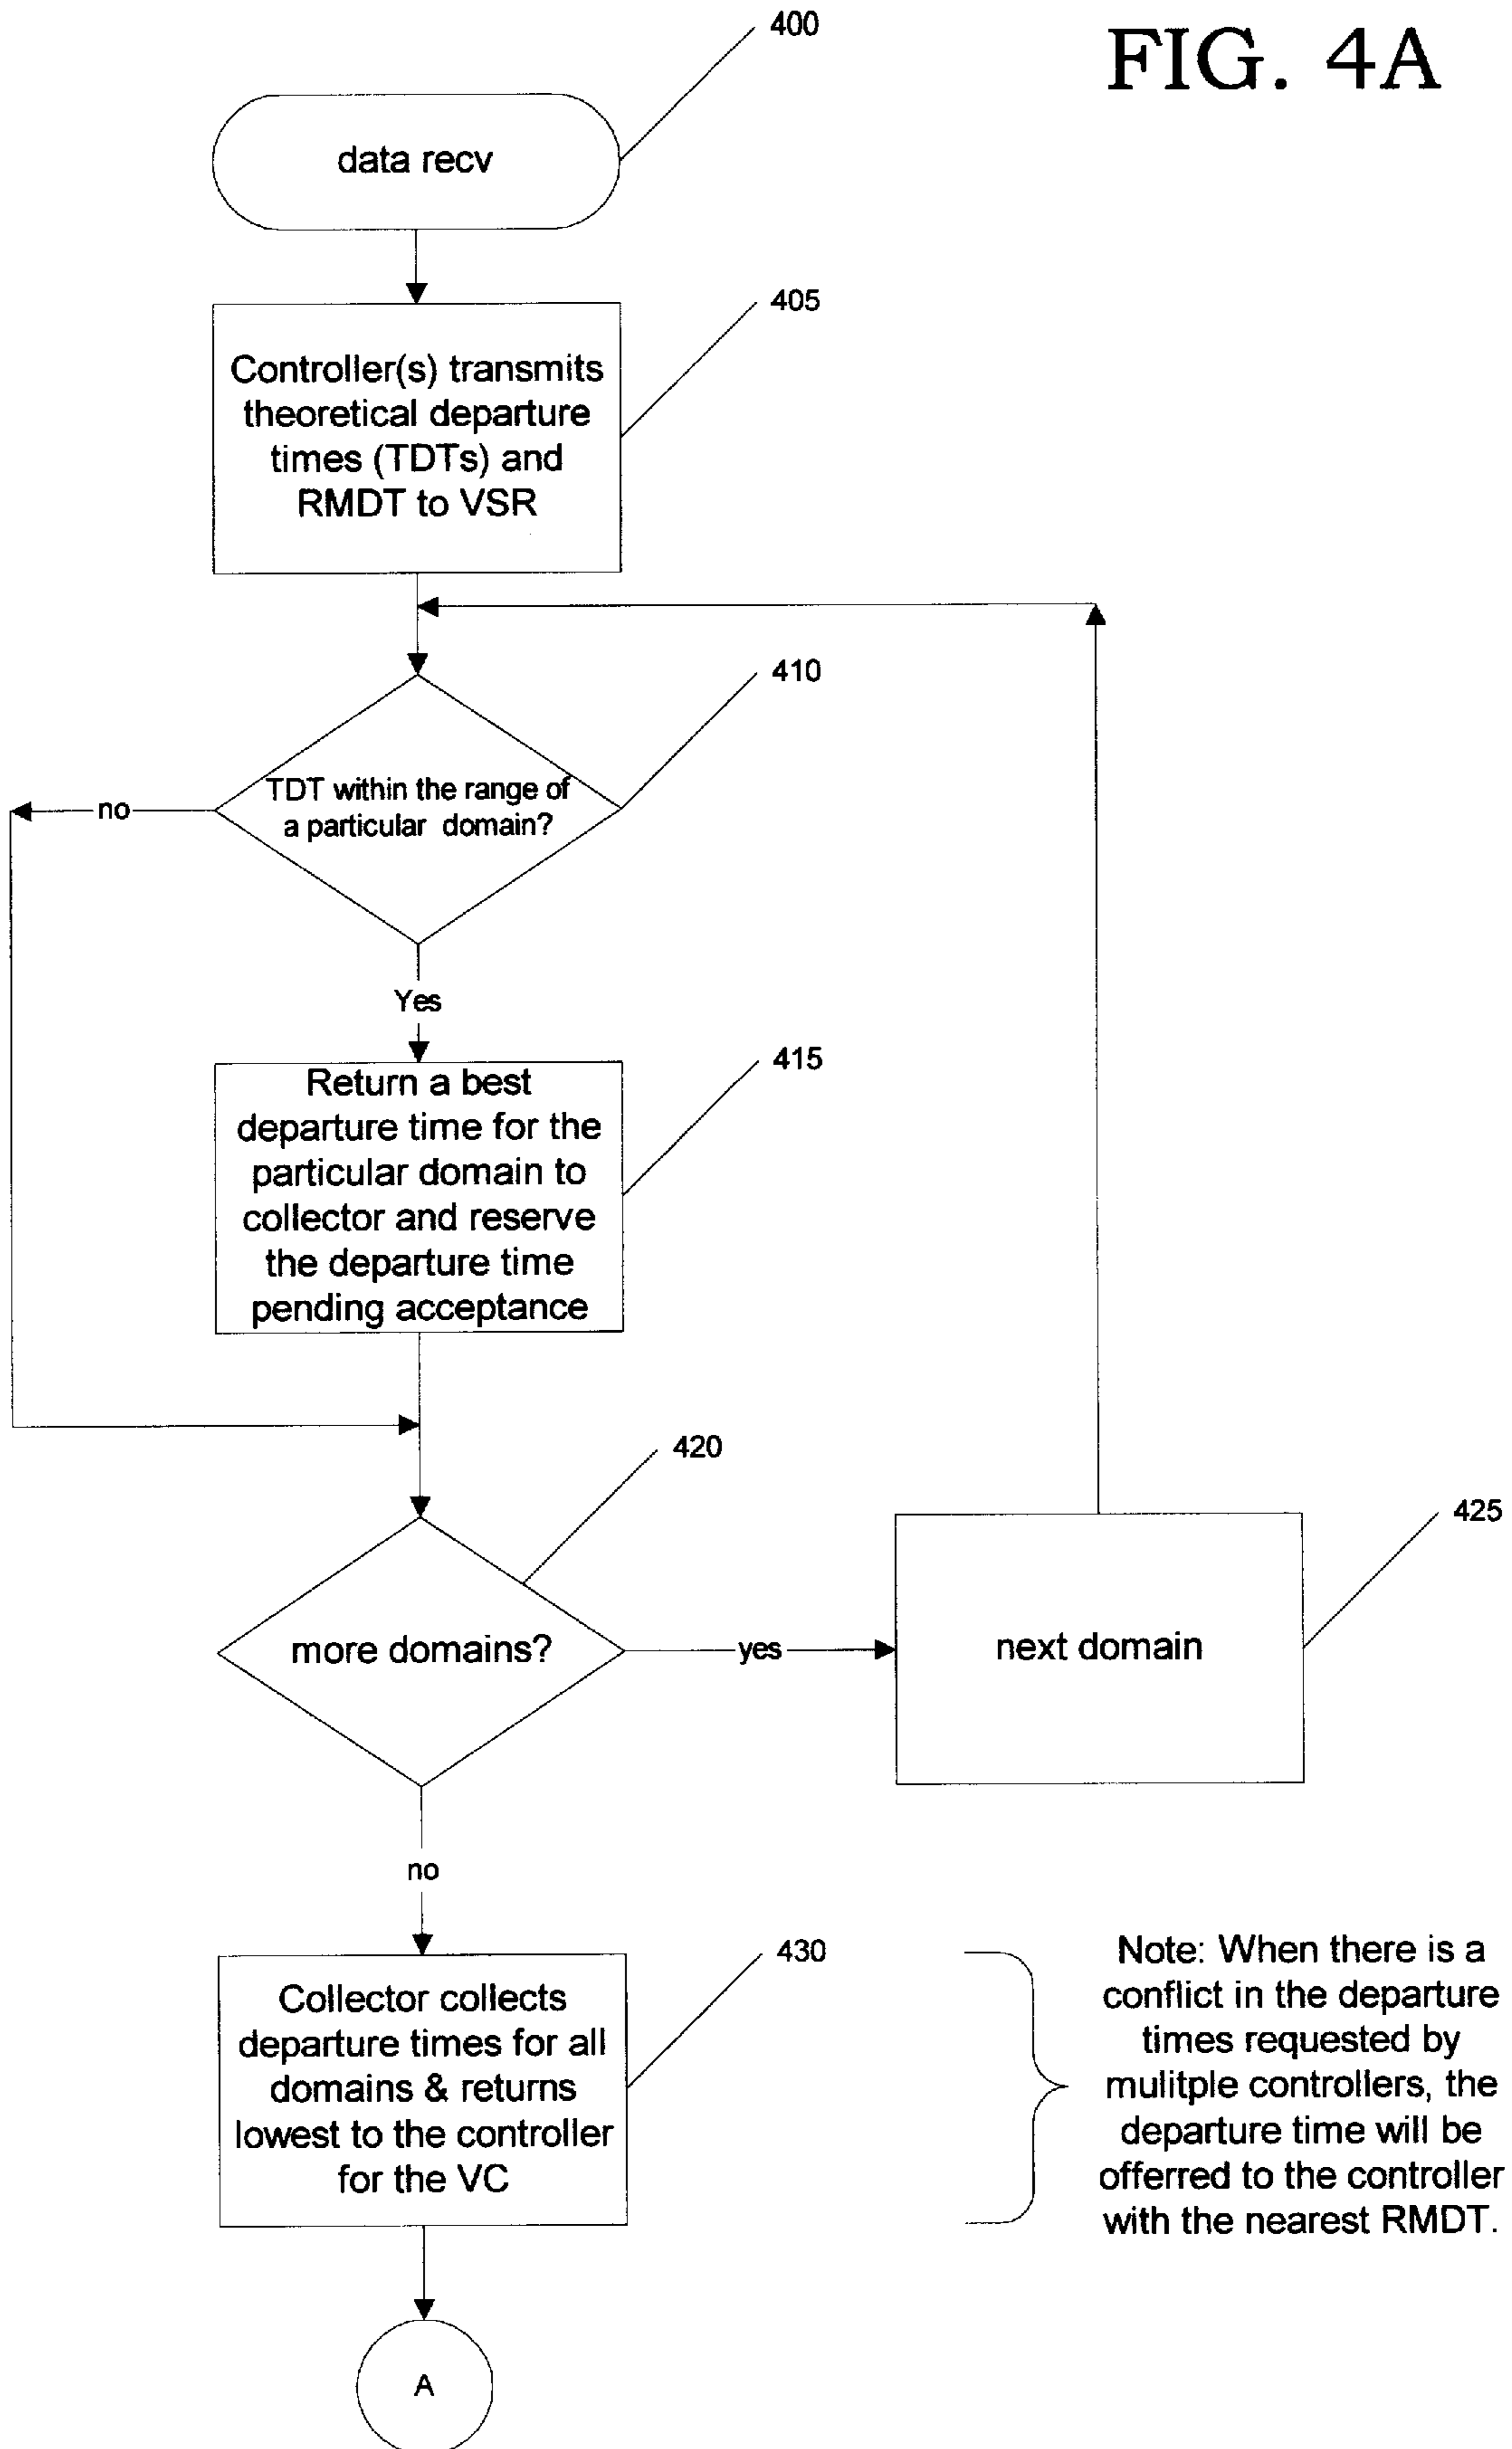 400
FIG. 4A
data recv
405
Controller(s) transmits
theoretical departure
times (TDTs) and
RMDT to VSR
410
TDT within the range of
a particular domain?
no
Yes
415
Return a best
departure time for the
particular domain to
collector and reserve
the departure time
pending acceptance
420
425
more domains?
yes
next domain
no
430
Collector collects
departure times for all
domains & returns
lowest to the controller
for the VC
Note: When there is a
conflict in the departure
times requested by
mulitple controllers, the
departure time will be
offerred to the controller
with the nearest RMDT.
A